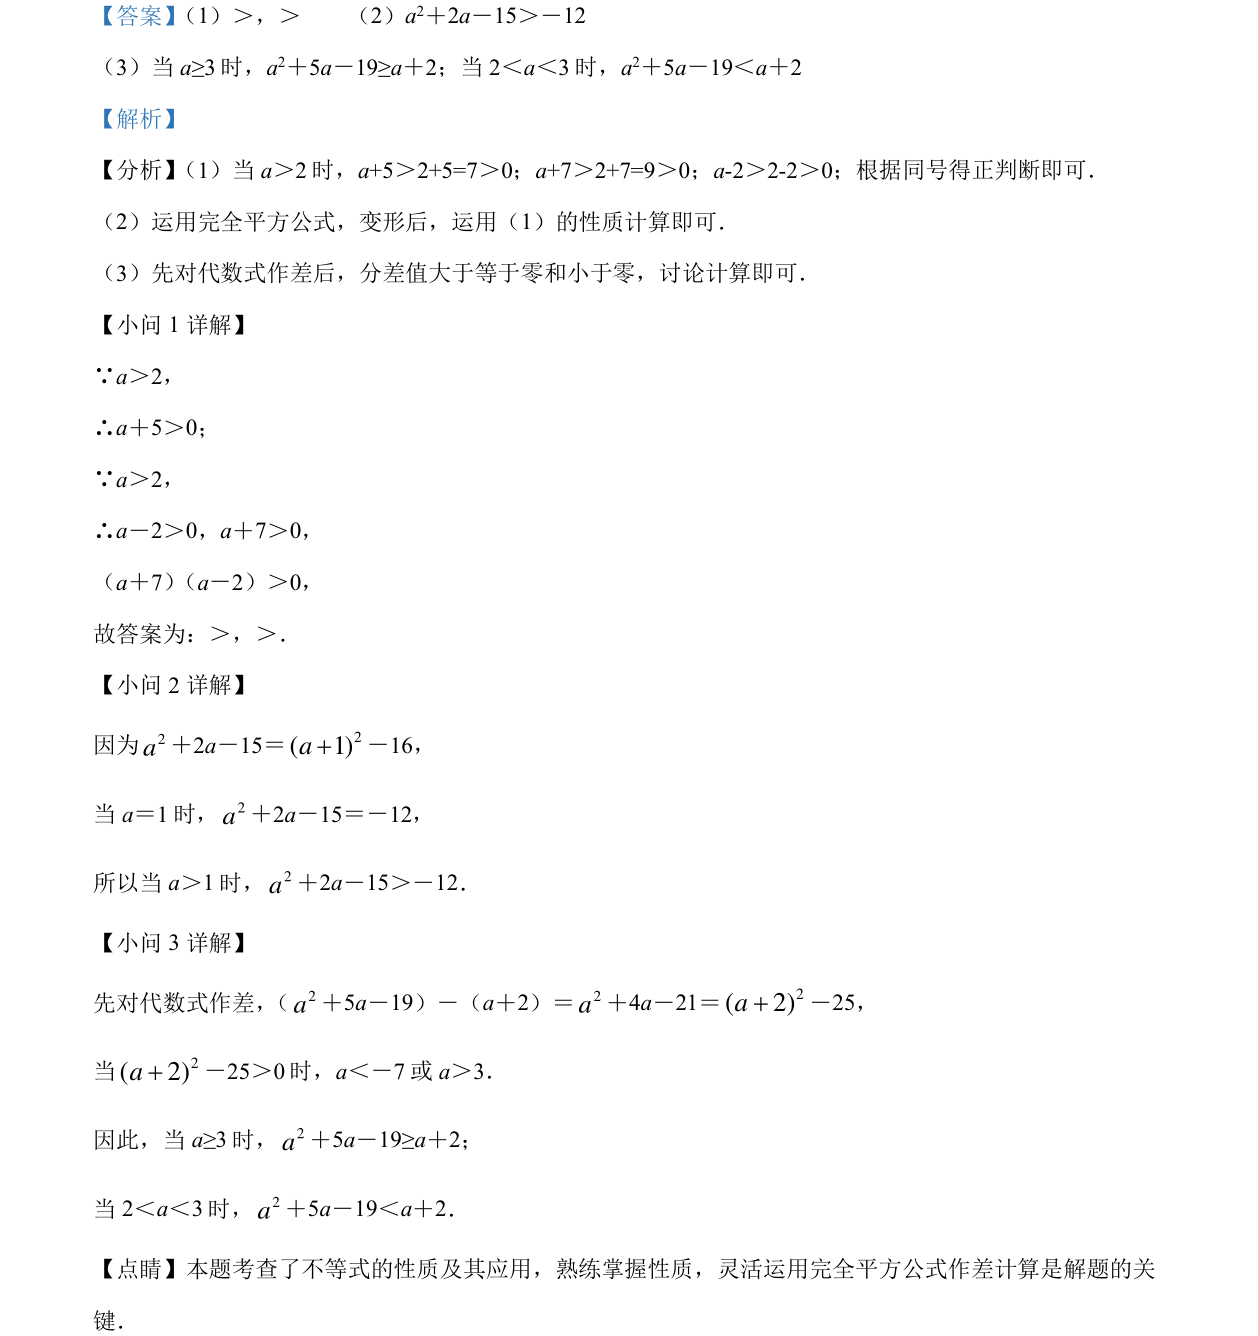 【答案】（1）＞，＞ （2）a²＋2a－15＞－12
（3）当 a≥3 时，a²＋5a－19≥a＋2；当 2＜a＜3 时，a²＋5a－19＜a＋2
【解析】
【分析】（1）当 a＞2 时，a+5＞2+5=7＞0；a+7＞2+7=9＞0；a-2＞2-2＞0；根据同号得正判断即可．
（2）运用完全平方公式，变形后，运用（1）的性质计算即可．
（3）先对代数式作差后，分差值大于等于零和小于零，讨论计算即可．
【小问 1 详解】
∵a＞2，
∴a＋5＞0；
∵a＞2，
∴a－2＞0，a＋7＞0，
（a＋7）（a－2）＞0，
故答案为：＞，＞．
【小问 2 详解】
因为 a²＋2a－15＝(a+1)²－16，
当 a＝1 时，a²＋2a－15＝－12，
所以当 a＞1 时，a²＋2a－15＞－12．
【小问 3 详解】
先对代数式作差，（a²＋5a－19）－（a＋2）＝a²＋4a－21＝(a+2)²－25，
当(a+2)²－25＞0 时，a＜－7 或 a＞3．
因此，当 a≥3 时，a²＋5a－19≥a＋2；
当 2＜a＜3 时，a²＋5a－19＜a＋2．
【点睛】本题考查了不等式的性质及其应用，熟练掌握性质，灵活运用完全平方公式作差计算是解题的关
键．